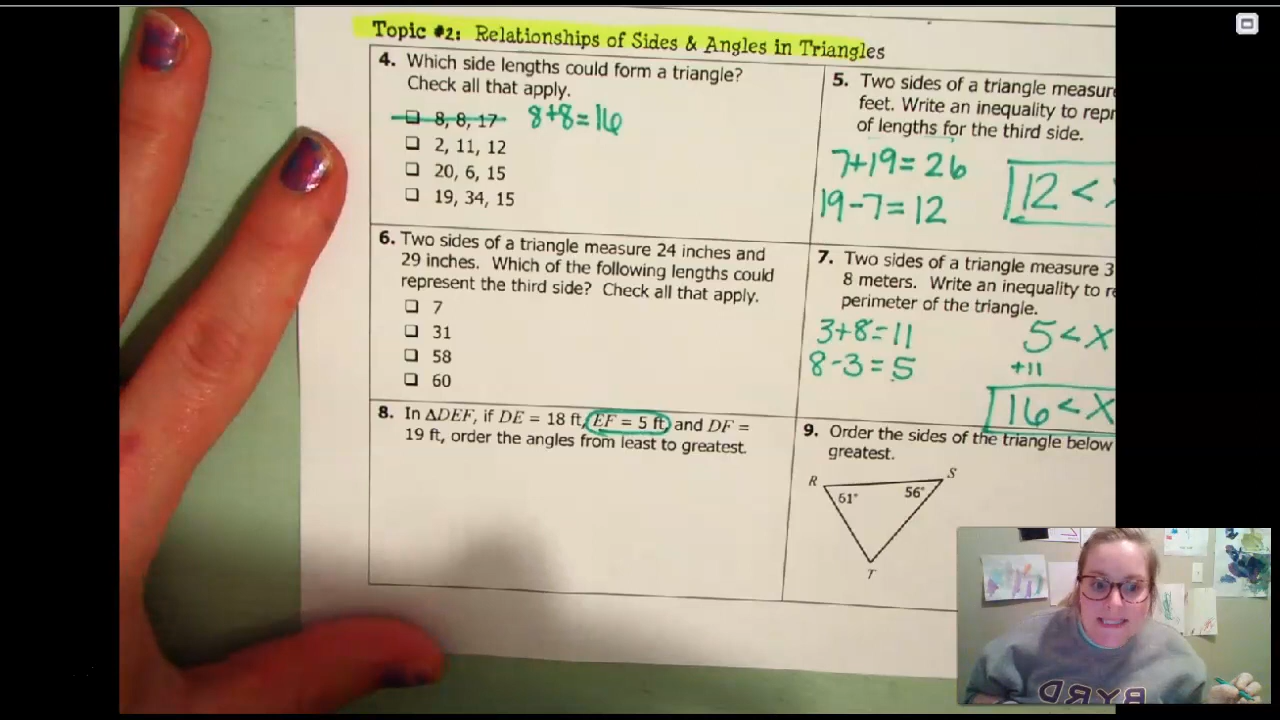 Topic #2: Relationships of Sides & Angles in Triangles
4. Which side lengths could form a triangle?
Check all that apply.
8, 8, 17 8+8=16
2, 11, 12
20, 6, 15
19, 34, 15
5. Two sides of a triangle measur
feet. Write an inequality to repr
of lengths for the third side.
7+19=26
19-7=12
12 <
6. Two sides of a triangle measure 24 inches and
29 inches. Which of the following lengths could
represent the third side? Check all that apply.
7
31
58
60
7. Two sides of a triangle measure 3
8 meters. Write an inequality to re
perimeter of the triangle.
3+8=11
8-3=5
5<X
+11
16<X
8. In ΔDEF, if DE = 18 ft, EF = 5 ft, and DF =
19 ft, order the angles from least to greatest.
9. Order the sides of the triangle below
greatest.
R
S
61°
56°
T
BYRD